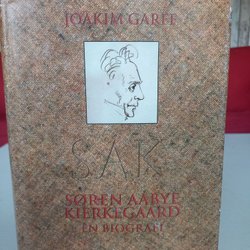 JOAKIM GARFF
SAK
SØREN AABYE
KIERKEGAARD
EN BIOGRAFI